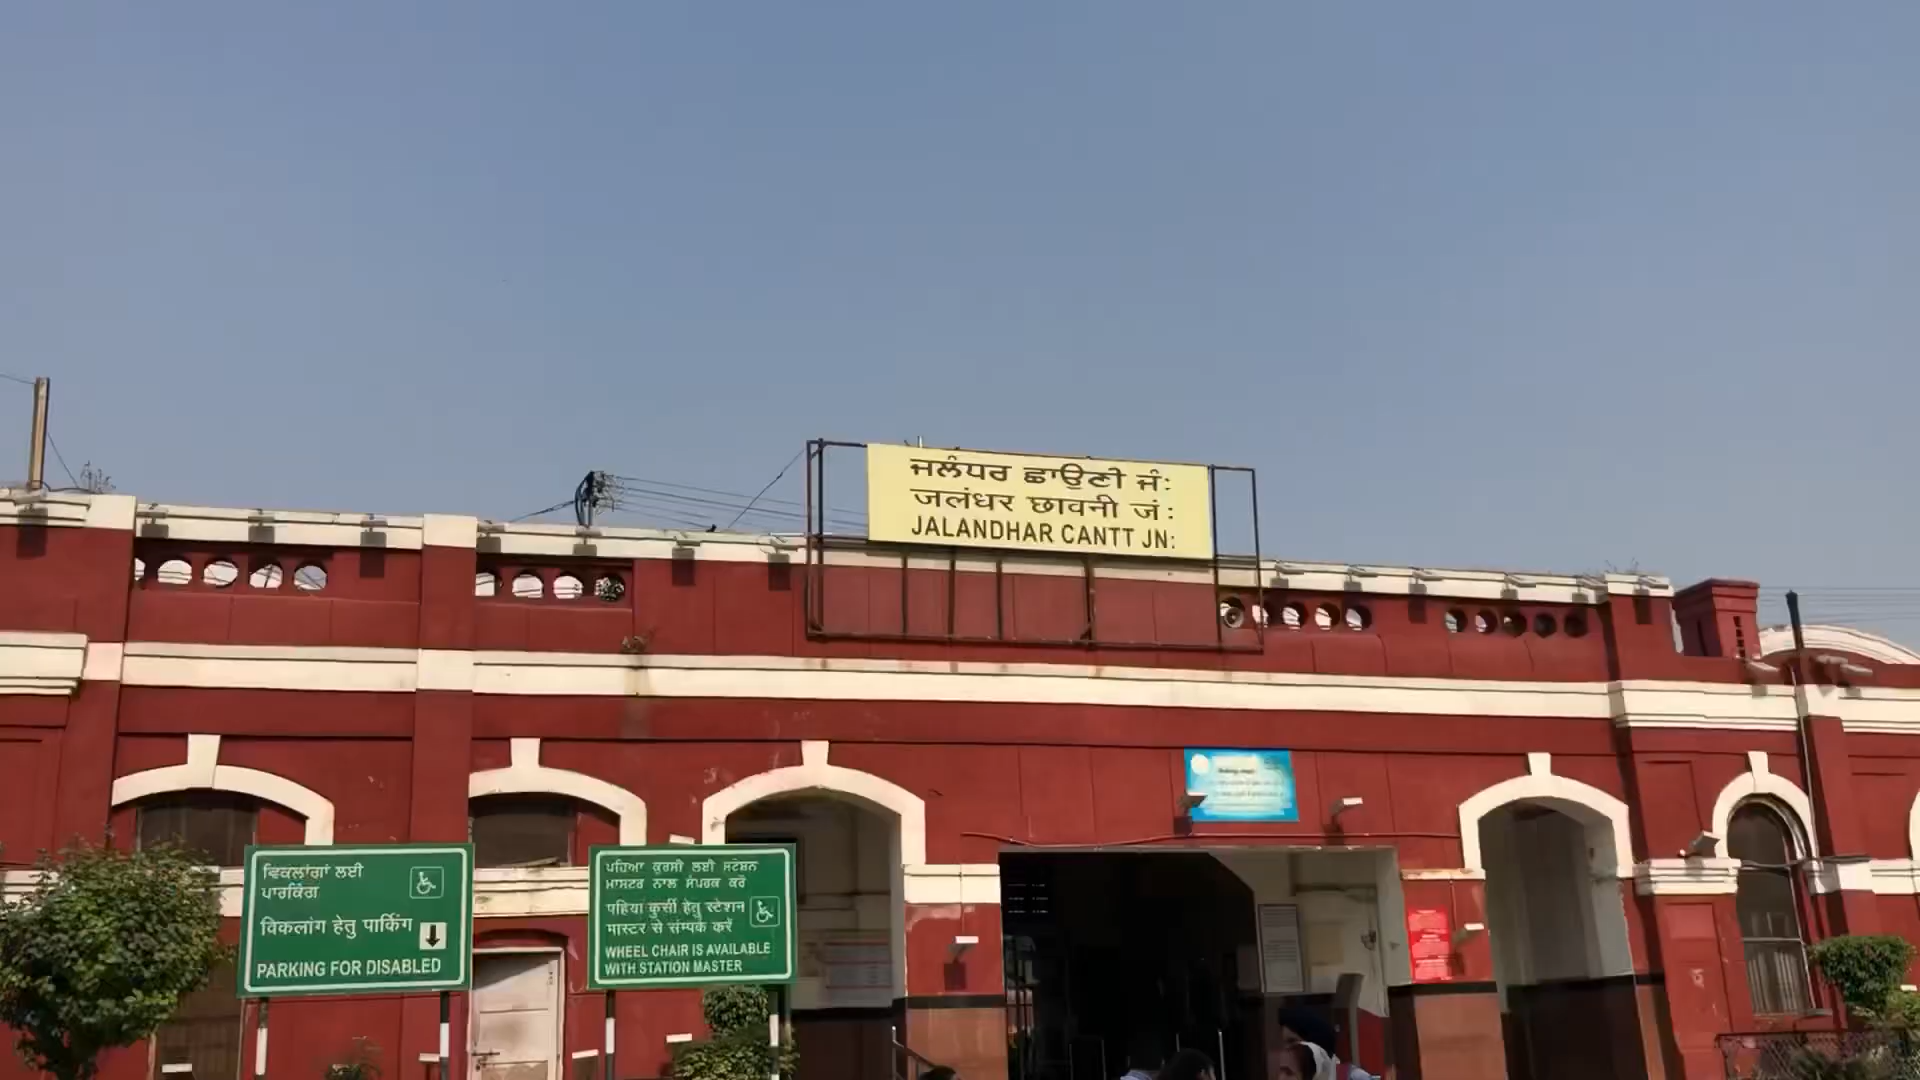 ਜਲੰਧਰ ਛਾਉਣੀ ਜੰ:
जलंधर छावनी जं:
JALANDHAR CANTT JN:
ਵਿਕਲਾਂਗਾਂ ਲਈ
ਪਾਰਕਿੰਗ
विकलांग हेतु पार्किंग
PARKING FOR DISABLED
ਪਹਿਆ ਕੁਰਸੀ ਲਈ ਸਟੇਸ਼ਨ
ਮਾਸਟਰ ਨਾਲ ਸੰਪਰਕ ਕਰੋ
पहिया कुर्सी हेतु स्टेशन
मास्टर से संम्पर्क करें
WHEEL CHAIR IS AVAILABLE
WITH STATION MASTER